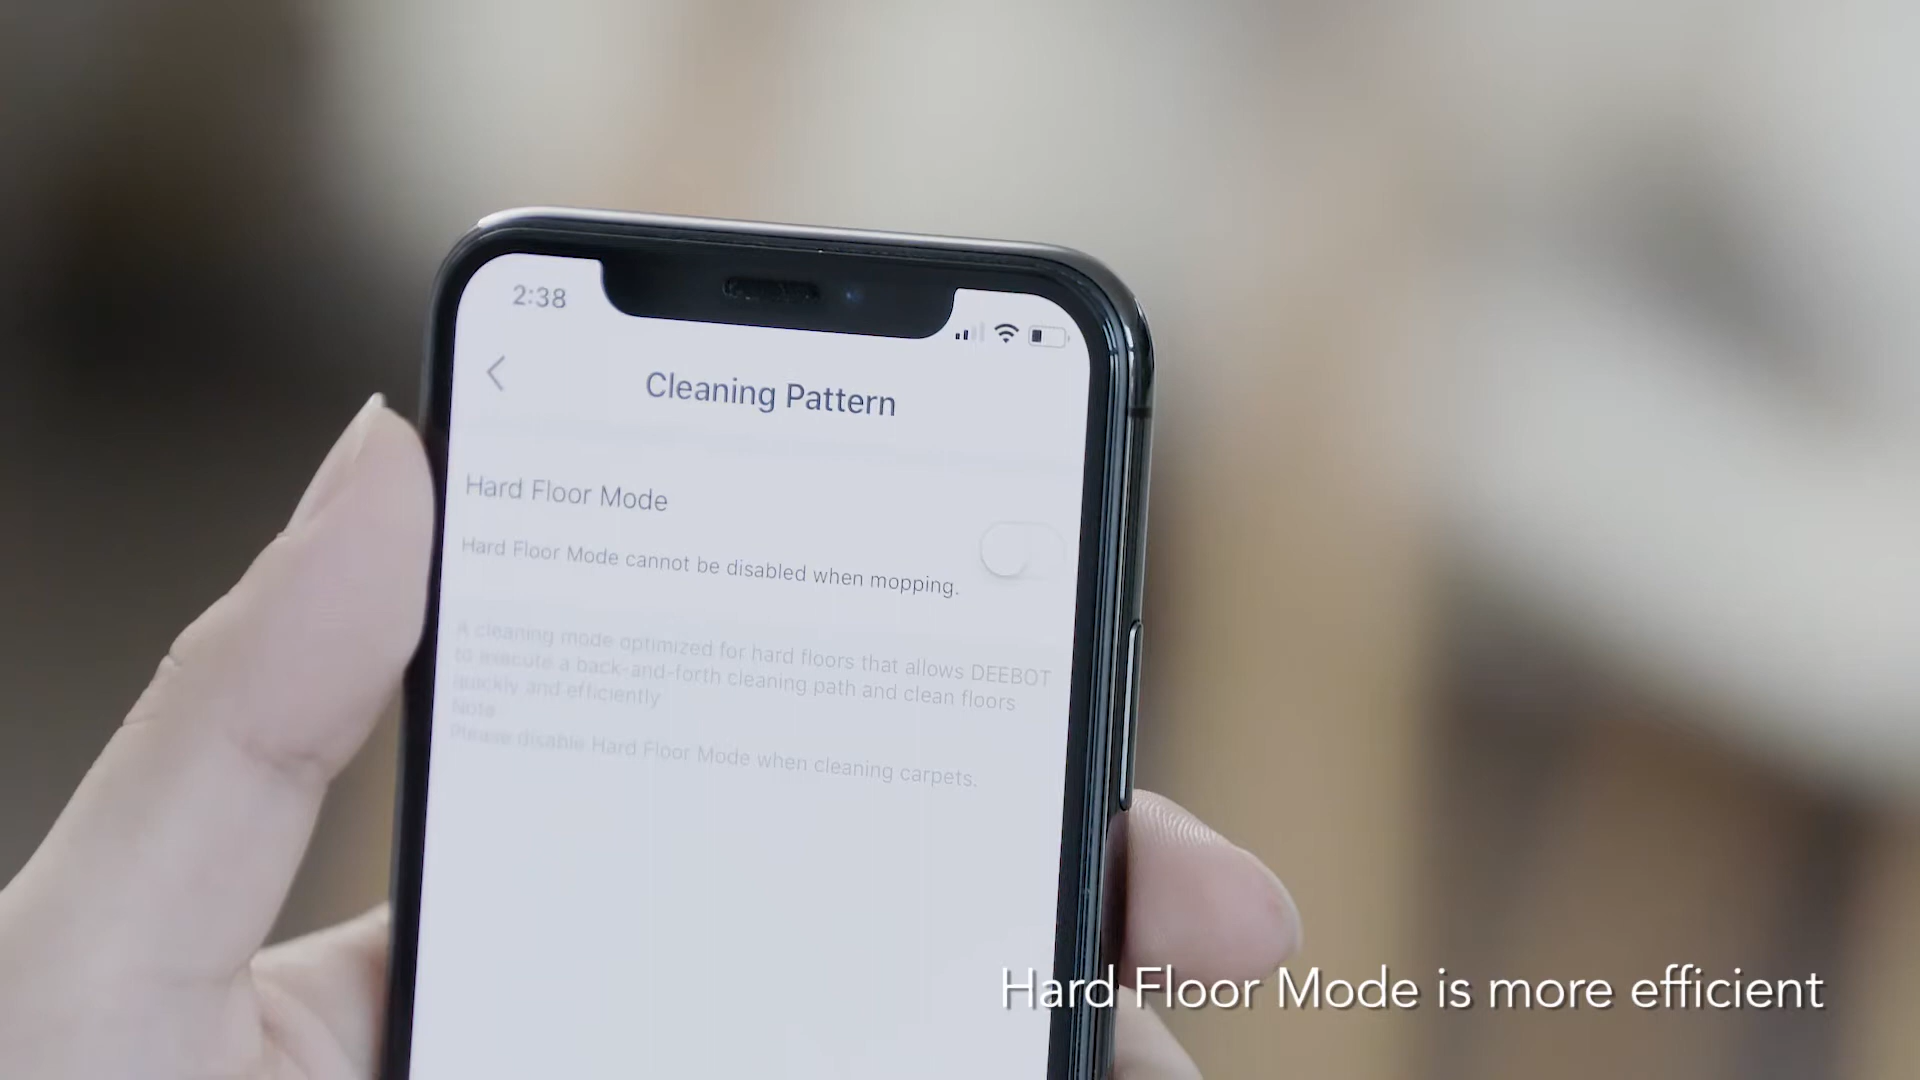 2:38
Cleaning Pattern
Hard Floor Mode
Hard Floor Mode cannot be disabled when mopping.
A cleaning mode optimized for hard floors that allows DEEBOT
to execute a back-and-forth cleaning path and clean floors
quickly and efficiently
Note
Please disable Hard Floor Mode when cleaning carpets.
Hard Floor Mode is more efficient